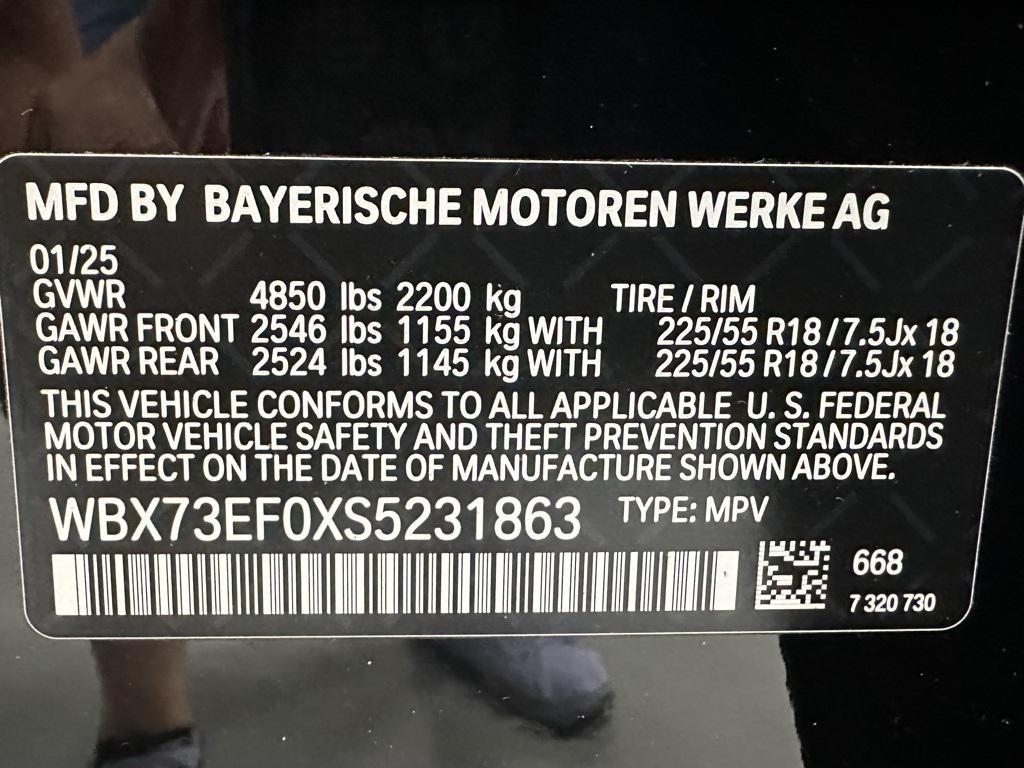 MFD BY BAYERISCHE MOTOREN WERKE AG
01/25
GVWR 4850 lbs 2200 kg TIRE / RIM
GAWR FRONT 2546 lbs 1155 kg WITH 225/55 R18 / 7.5Jx 18
GAWR REAR 2524 lbs 1145 kg WITH 225/55 R18 / 7.5Jx 18
THIS VEHICLE CONFORMS TO ALL APPLICABLE U. S. FEDERAL
MOTOR VEHICLE SAFETY AND THEFT PREVENTION STANDARDS
IN EFFECT ON THE DATE OF MANUFACTURE SHOWN ABOVE.
WBX73EF0XS5231863 TYPE: MPV
668
7 320 730